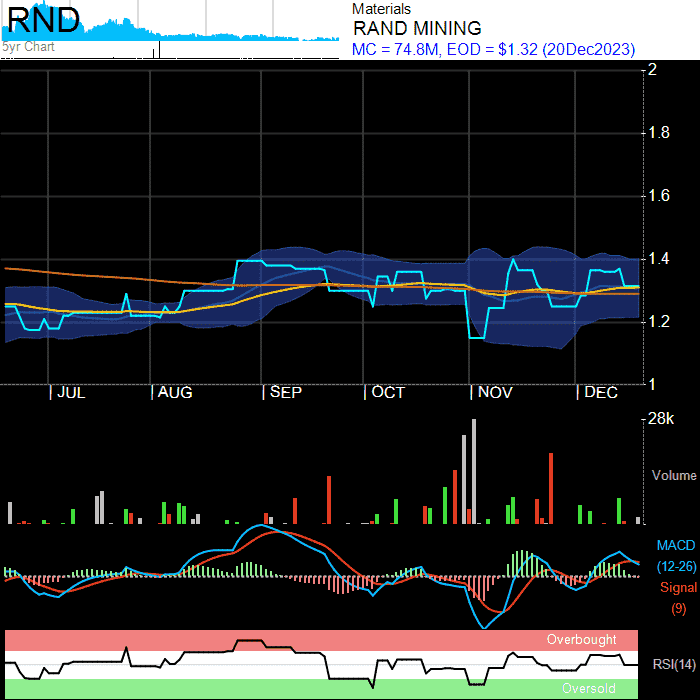 RND
5yr Chart
Materials
RAND MINING
MC = 74.8M, EOD = $1.32 (20Dec2023)
2
1.8
1.6
1.4
1.2
1
JUL
AUG
SEP
OCT
NOV
DEC
28k
Volume
MACD
(12-26)
Signal
(9)
Overbought
RSI(14)
Oversold